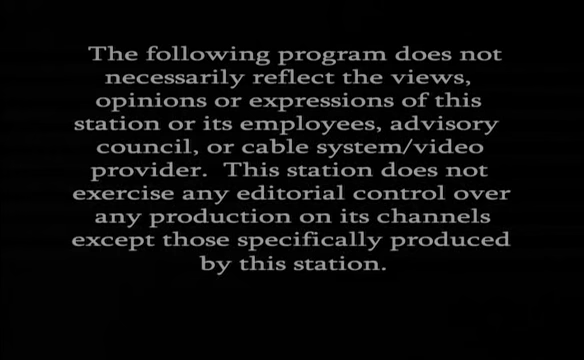 The following program does not
necessarily reflect the views,
opinions or expressions of this
station or its employees, advisory
council, or cable system/video
provider.  This station does not
exercise any editorial control over
any production on its channels
except those specifically produced
by this station.